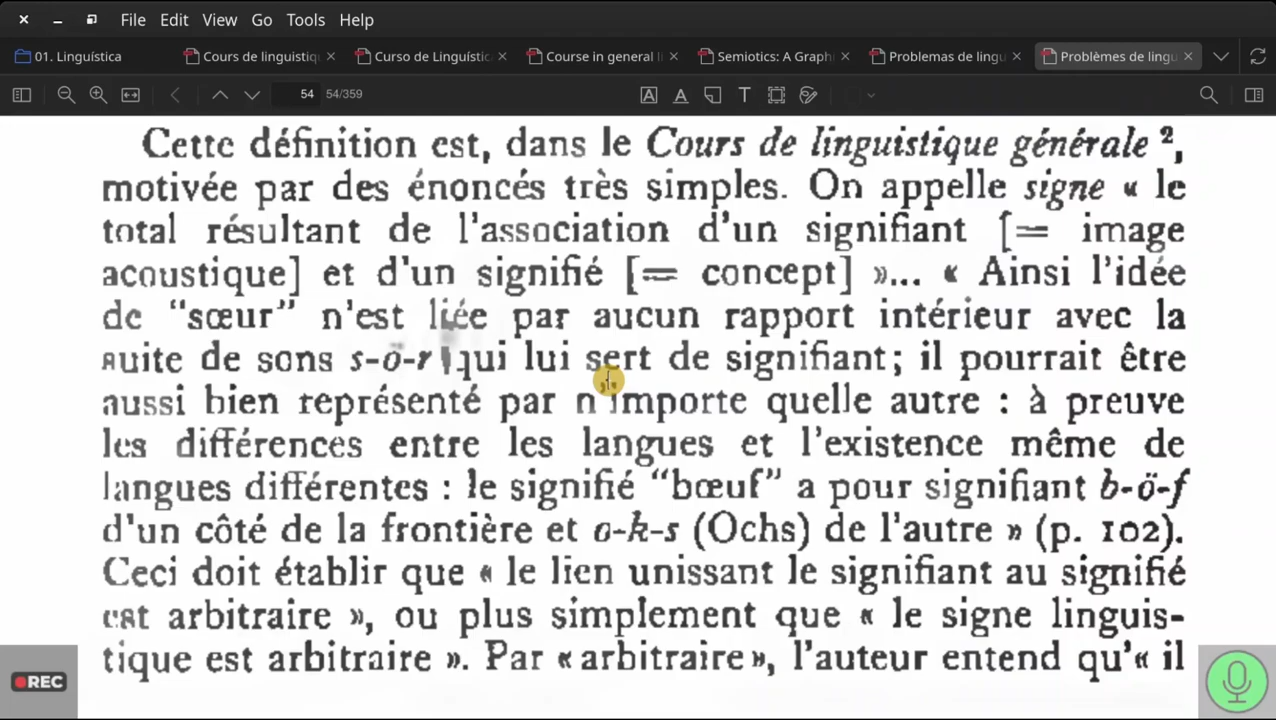 File Edit View Go Tools Help
01. Linguística Cours de linguistiq Curso de Linguístic Course in general l Semiotics: A Graph Problemas de lingu Problèmes de lingu
54 54/359
Cette définition est, dans le Cours de linguistique générale ²,
motivée par des énoncés très simples. On appelle signe « le
total résultant de l'association d'un signifiant [= image
acoustique] et d'un signifié [= concept] »... « Ainsi l'idée
de “sœur” n'est liée par aucun rapport intérieur avec la
suite de sons s-ö-r qui lui sert de signifiant; il pourrait être
aussi bien représenté par n'importe quelle autre : à preuve
les différences entre les langues et l'existence même de
langues différentes : le signifié “bœuf” a pour signifiant b-ö-f
d'un côté de la frontière et o-k-s (Ochs) de l'autre » (p. 102).
Ceci doit établir que « le lien unissant le signifiant au signifié
est arbitraire », ou plus simplement que « le signe linguis-
tique est arbitraire ». Par « arbitraire », l'auteur entend qu'« il
REC